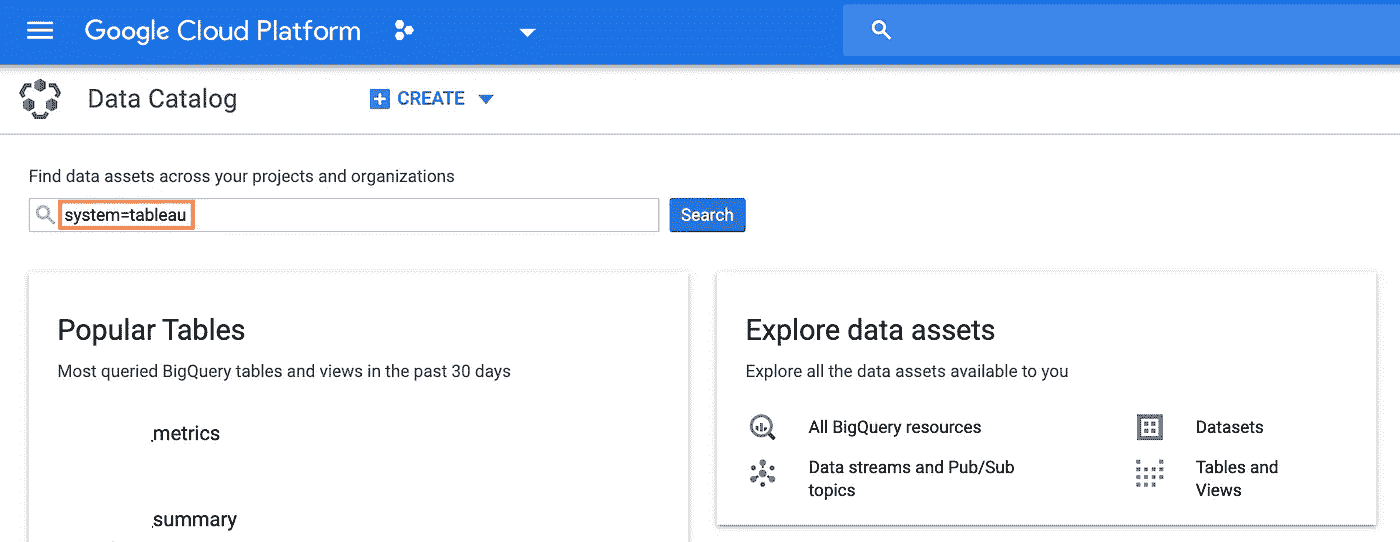 Google Cloud Platform
Data Catalog
CREATE
Find data assets across your projects and organizations
system=tableau
Search
Popular Tables
Most queried BigQuery tables and views in the past 30 days
_metrics
_summary
Explore data assets
Explore all the data assets available to you
All BigQuery resources
Datasets
Data streams and Pub/Sub
topics
Tables and
Views